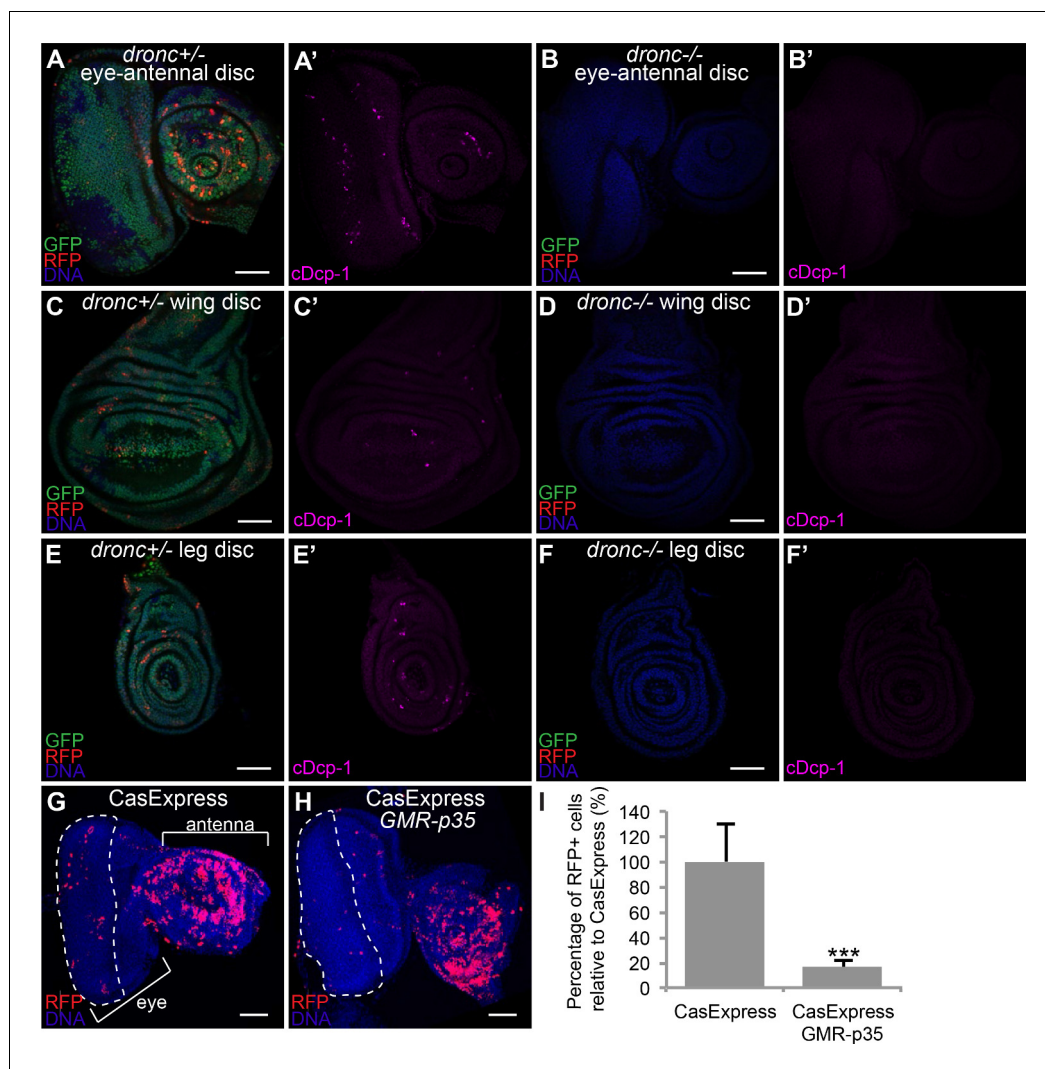 A
dronc+/-
eye-antennal disc
GFP
RFP
DNA
A'
cDcp-1
B
dronc-/-
eye-antennal disc
GFP
RFP
DNA
B'
cDcp-1
C
dronc+/- wing disc
GFP
RFP
DNA
C'
cDcp-1
D
dronc-/- wing disc
GFP
RFP
DNA
D'
cDcp-1
E
dronc+/- leg disc
GFP
RFP
DNA
E'
cDcp-1
F
dronc-/- leg disc
GFP
RFP
DNA
F'
cDcp-1
G
CasExpress
antenna
eye
RFP
DNA
H
CasExpress
GMR-p35
RFP
DNA
I
Percentage of RFP+ cells
relative to CasExpress (%)
140
120
100
80
60
40
20
0
***
CasExpress
CasExpress
GMR-p35